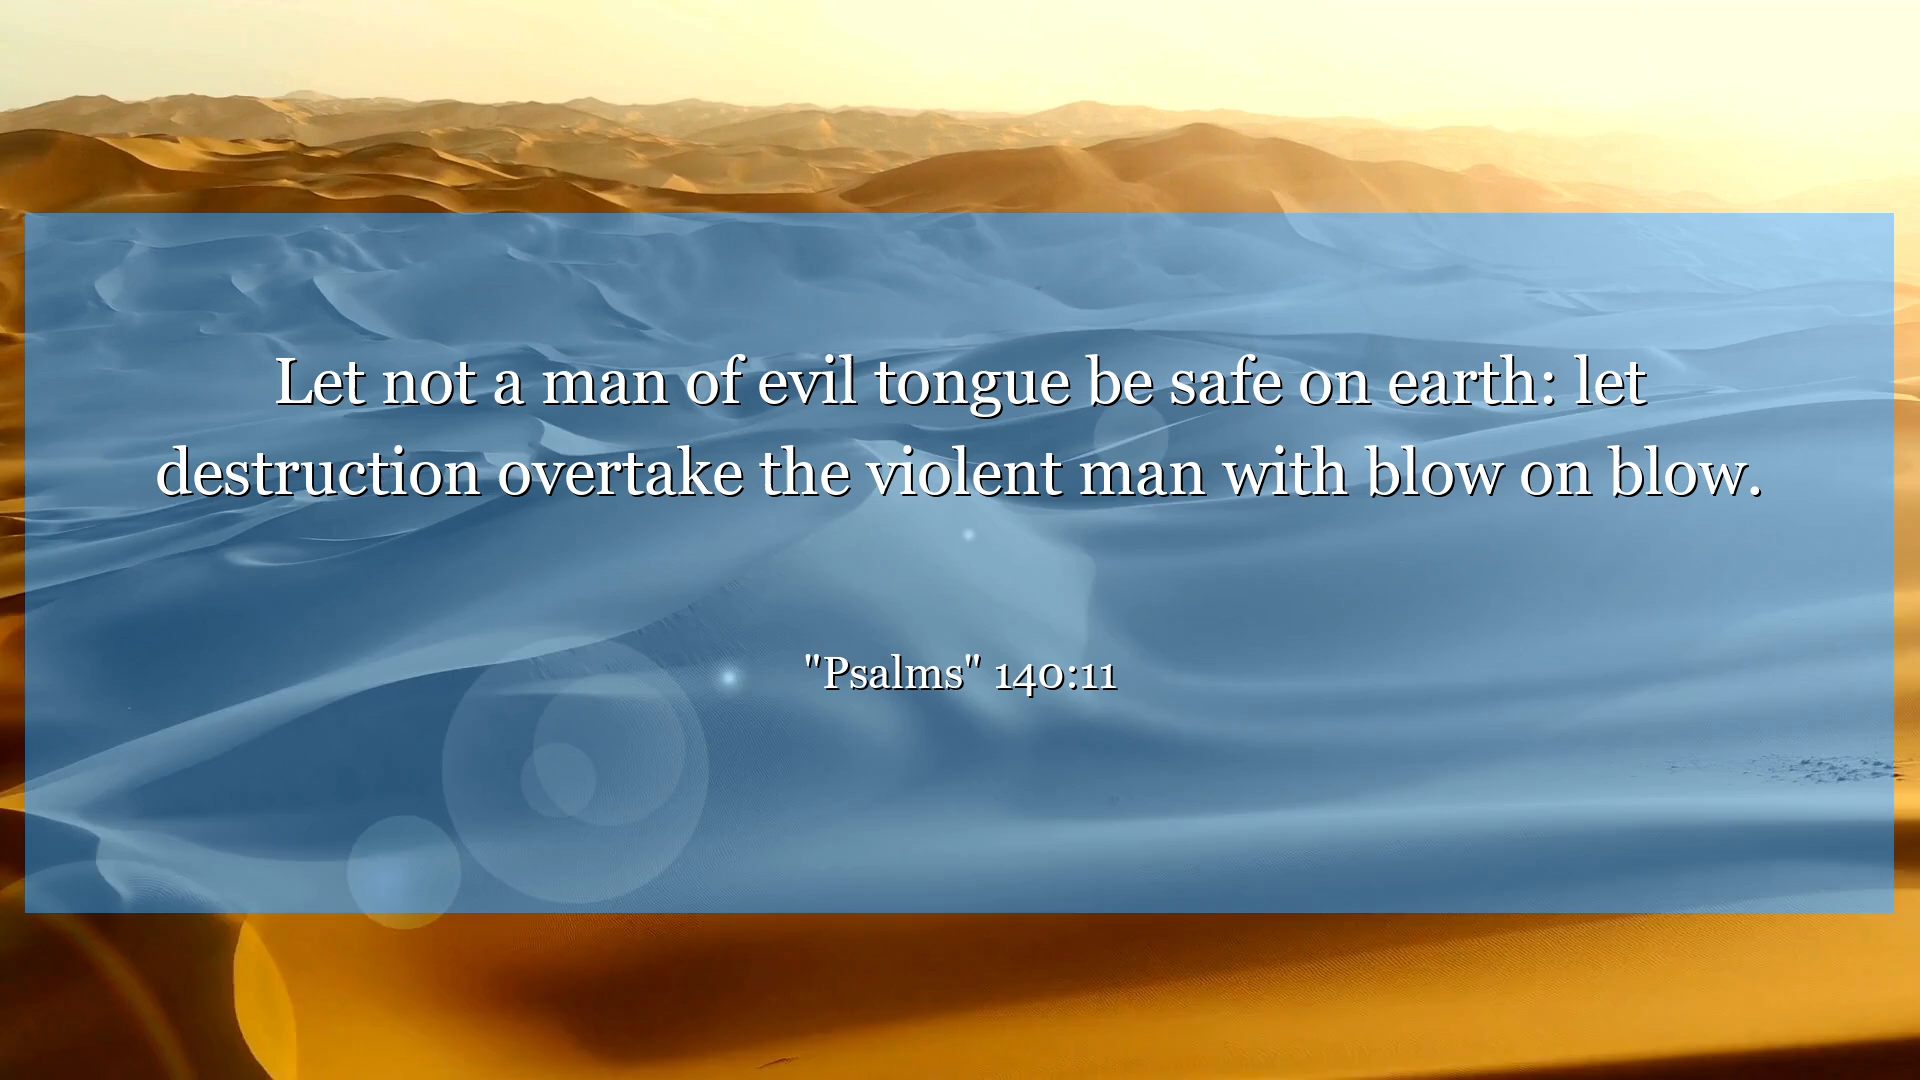 Let not a man of evil tongue be safe on earth: let
destruction overtake the violent man with blow on blow.
"Psalms" 140:11